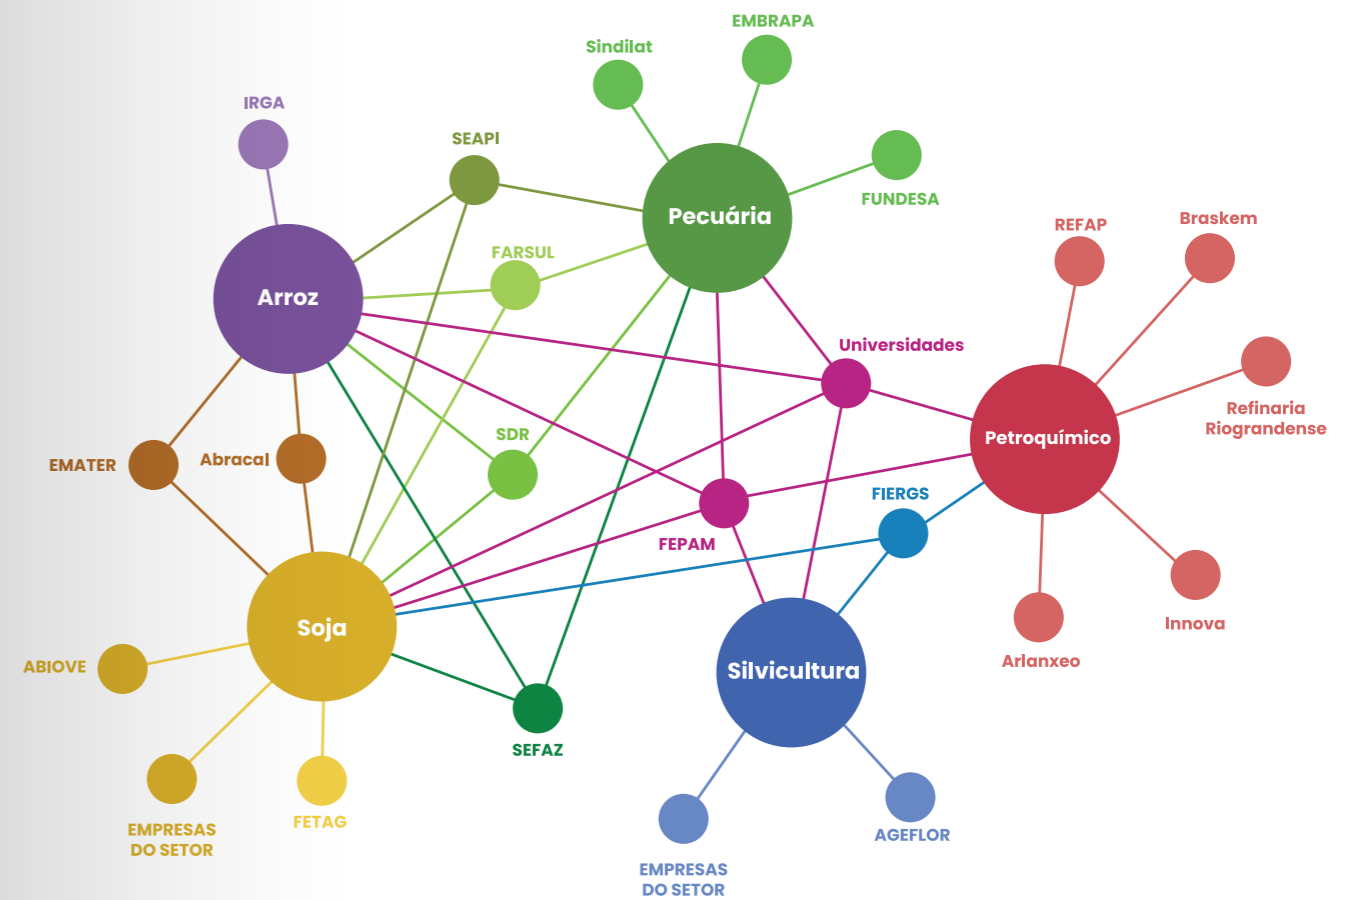 EMBRAPA
Sindilat
IRGA
SEAPI
FUNDESA
Pecuária
REFAP
Braskem
FARSUL
Arroz
Universidades
Refinaria
Riograndense
SDR
Petroquímico
EMATER
Abracal
FIERGS
FEPAM
Soja
Innova
Arlanxeo
ABIOVE
Silvicultura
SEFAZ
FETAG
EMPRESAS
DO SETOR
AGEFLOR
EMPRESAS
DO SETOR